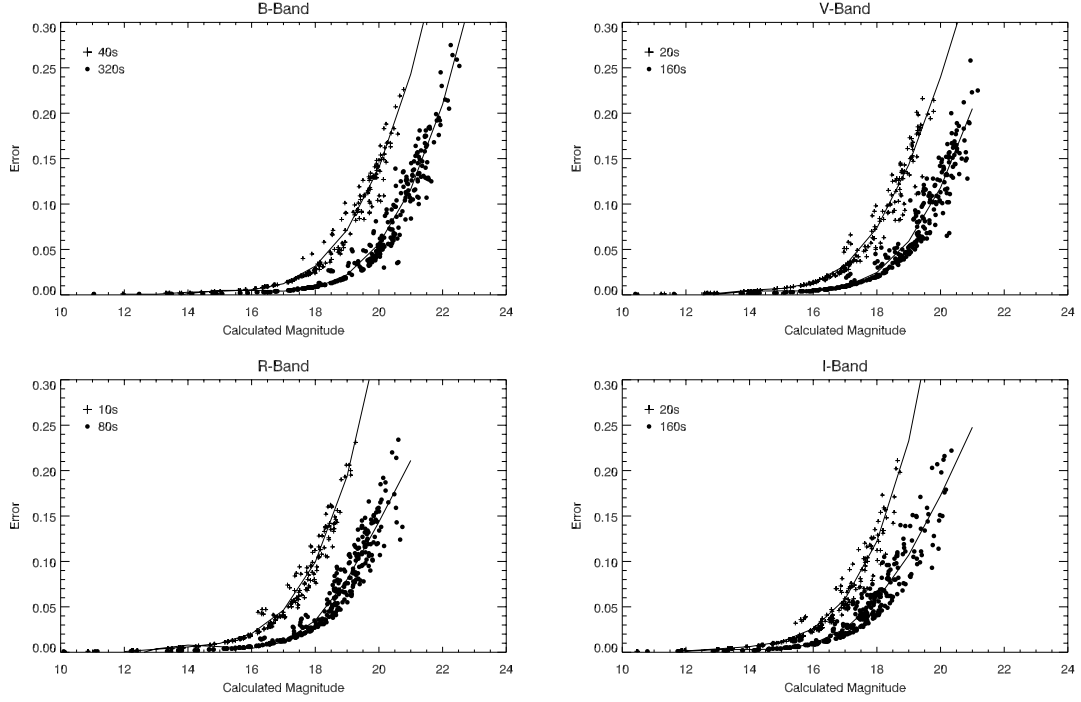 B-Band
0.30
0.25
0.20
0.15
0.10
0.05
0.00
Error
+ 40s
• 320s
10 12 14 16 18 20 22 24
Calculated Magnitude
V-Band
0.30
0.25
0.20
0.15
0.10
0.05
0.00
Error
+ 20s
• 160s
10 12 14 16 18 20 22 24
Calculated Magnitude
R-Band
0.30
0.25
0.20
0.15
0.10
0.05
0.00
Error
+ 10s
• 80s
10 12 14 16 18 20 22 24
Calculated Magnitude
I-Band
0.30
0.25
0.20
0.15
0.10
0.05
0.00
Error
+ 20s
• 160s
10 12 14 16 18 20 22 24
Calculated Magnitude